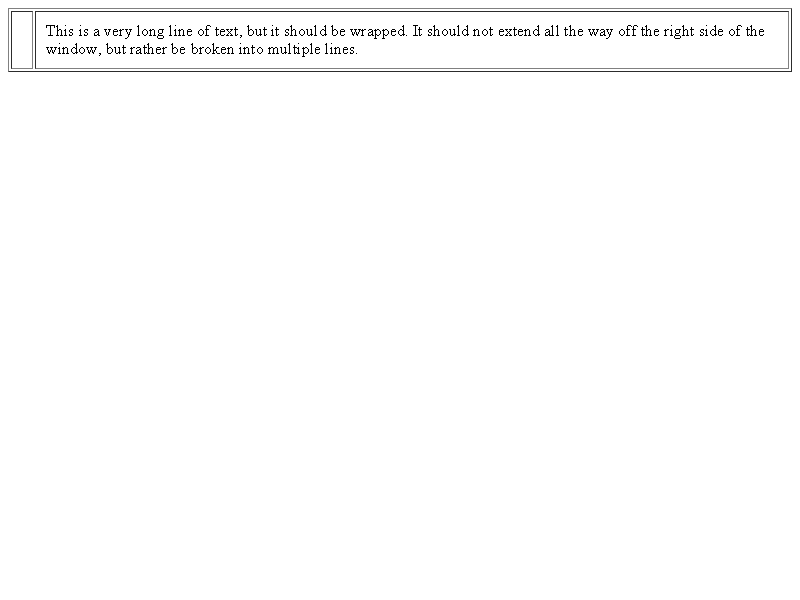 This is a very long line of text, but it should be wrapped. It should not extend all the way off the right side of the
window, but rather be broken into multiple lines.